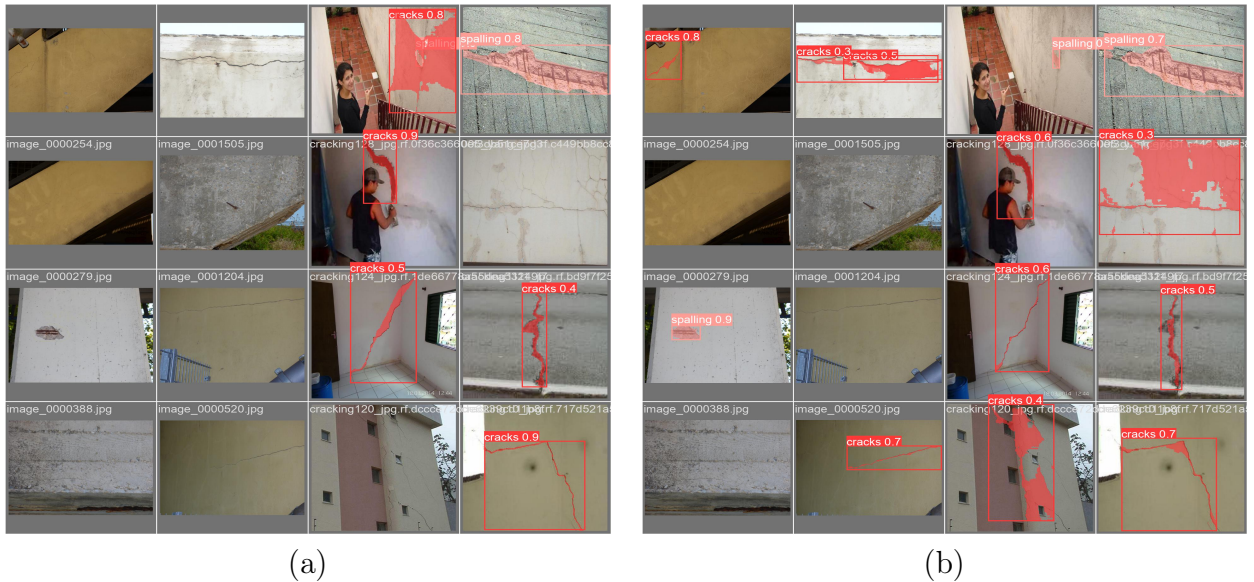 cracks 0.8
spalling 0.8
image_0000254.jpg
image_0001505.jpg
cracks 0.9
image_0000279.jpg
image_0001204.jpg
cracks 0.5
cracks 0.4
image_0000388.jpg
image_0000520.jpg
cracks 0.9
(a)
cracks 0.8
cracks 0.3
cracks 0.5
spalling 0.7
image_0000254.jpg
image_0001505.jpg
cracks 0.6
cracks 0.3
image_0000279.jpg
image_0001204.jpg
cracks 0.6
cracks 0.5
spalling 0.9
image_0000388.jpg
image_0000520.jpg
cracks 0.4
cracks 0.7
cracks 0.7
(b)